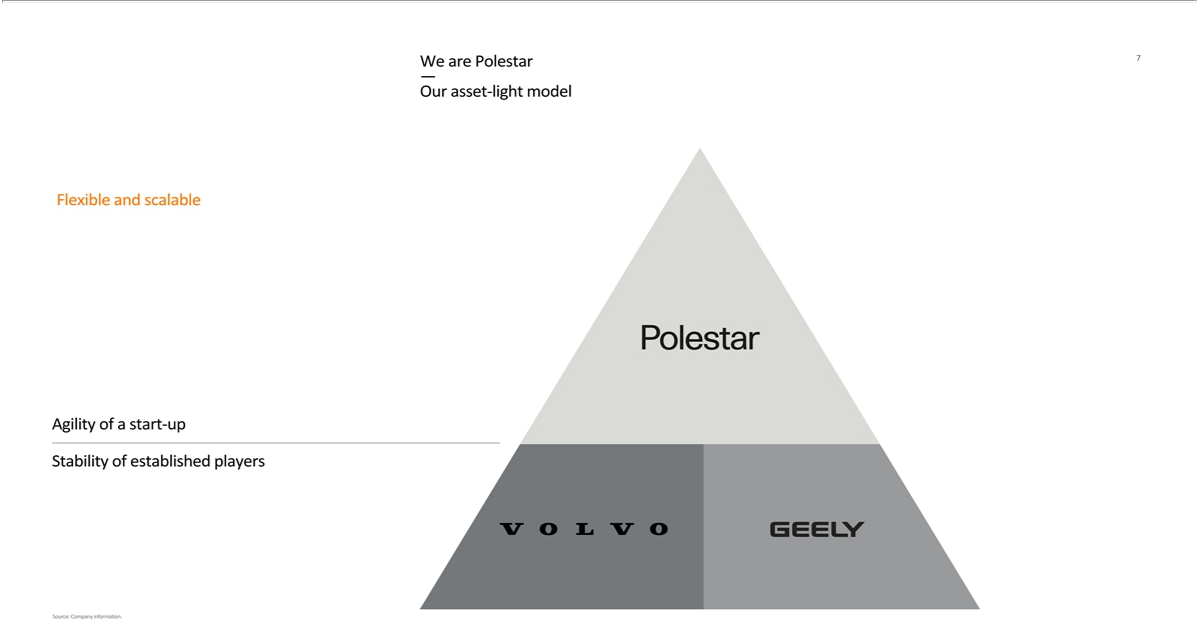 We are Polestar
7
Our asset-light model
Flexible and scalable
Polestar
Agility of a start-up
Stability of established players
VOLVO
GEELY
Source: Company information.